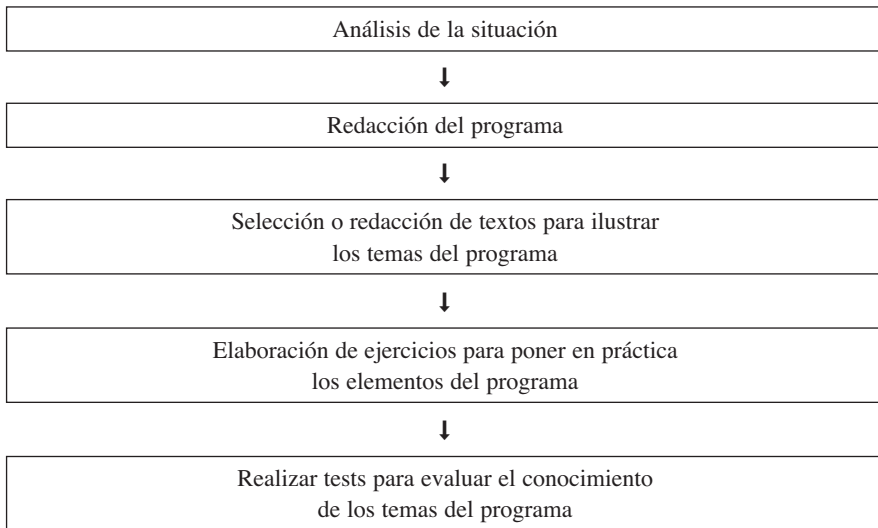 Análisis de la situación
Redacción del programa
Selección o redacción de textos para ilustrar
los temas del programa
Elaboración de ejercicios para poner en práctica
los elementos del programa
Realizar tests para evaluar el conocimiento
de los temas del programa